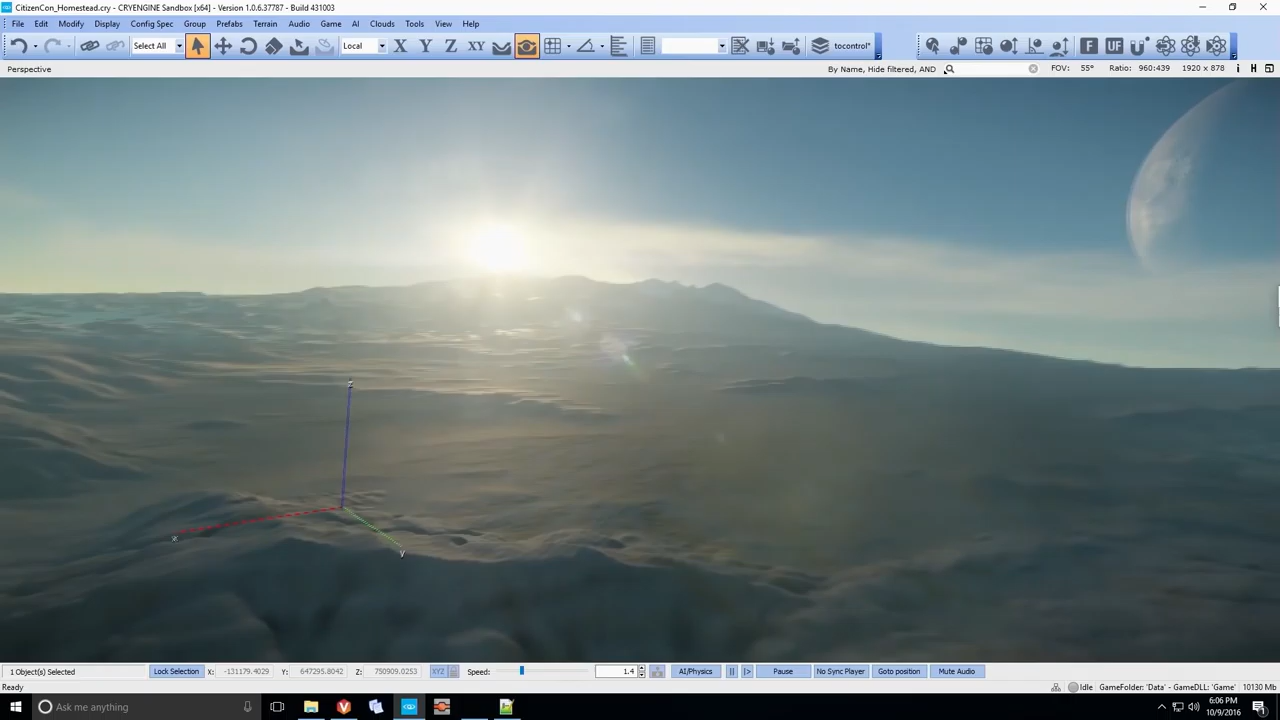 CitizenCon_Homestead.cry - CRYENGINE Sandbox [x64] - Version 1.0.6.37787 - Build 431003
File Edit Modify Display Config Spec Group Prefabs Terrain Audio Game AI Clouds Tools View Help
Select All Local X Y Z XY tocontrol* F UF
Perspective By Name, Hide filtered, AND FOV: 55° Ratio: 960:439 1920 x 878 i H
y
1 Object(s) Selected Lock Selection X: -131179.4029 Y: 647295.8042 Z: 750909.0253 XYZ Speed: 1.4 AI/Physics Pause No Sync Player Goto position Mute Audio
Ready Idle GameFolder: 'Data' - GameDLL: 'Game' 10130 Mb
Ask me anything 6:06 PM
10/9/2016